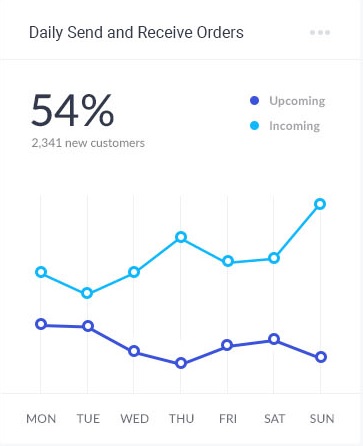 Daily Send and Receive Orders
54%
2,341 new customers
Upcoming
Incoming
MON TUE WED THU FRI SAT SUN